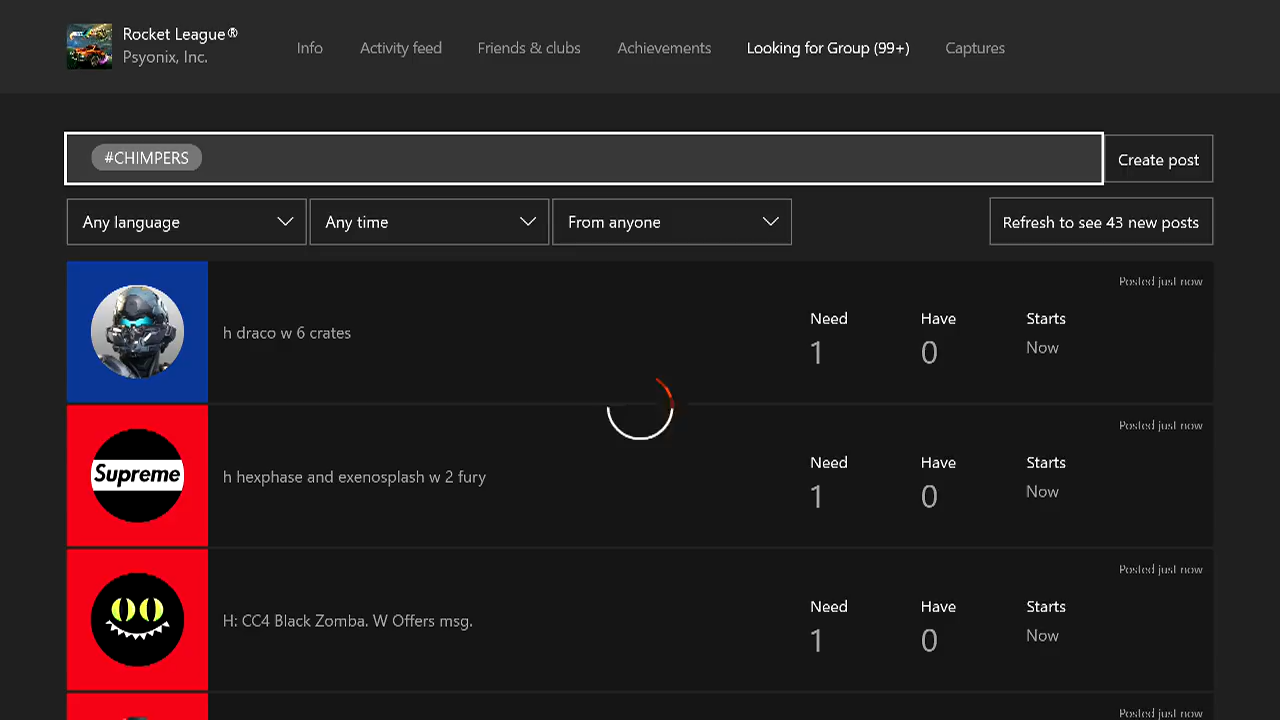 Rocket League®
Psyonix, Inc.
Info
Activity feed
Friends & clubs
Achievements
Looking for Group (99+)
Captures
#CHIMPERS
Create post
Any language
Any time
From anyone
Refresh to see 43 new posts
Posted just now
h draco w 6 crates
Need
Have
Starts
1
0
Now
Posted just now
Supreme
h hexphase and exenosplash w 2 fury
Need
Have
Starts
1
0
Now
Posted just now
H: CC4 Black Zomba. W Offers msg.
Need
Have
Starts
1
0
Now
Posted just now